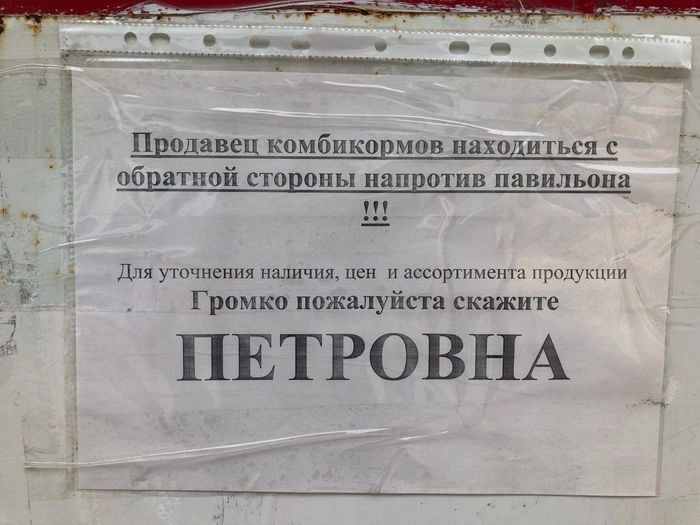 Продавец комбикормов находиться с
обратной стороны напротив павильона
!!!
Для уточнения наличия, цен и ассортимента продукции
Громко пожалуйста скажите
ПЕТРОВНА